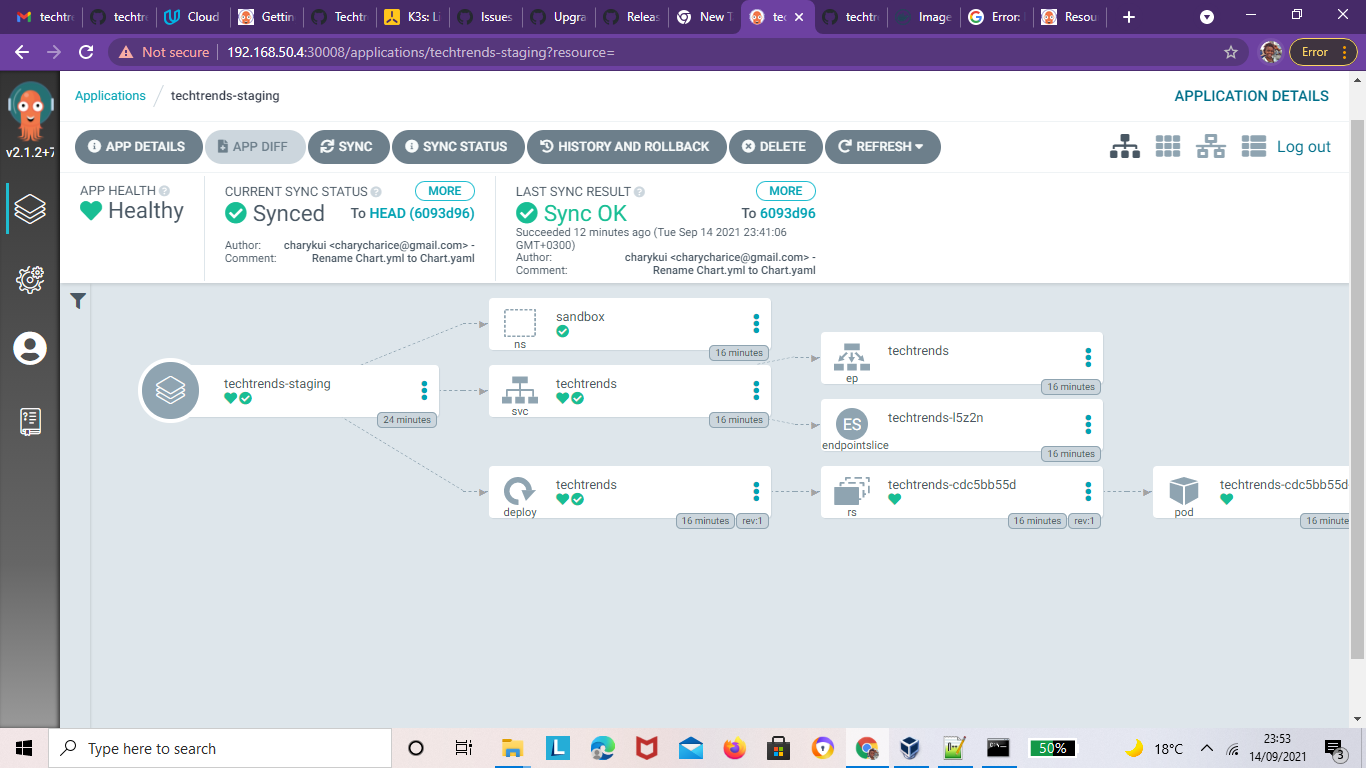 techtre
techtre
Cloud
Gettin
Techtr
K3s: Li
Issues
Upgra
Releas
New T
tec
techtre
Image
Error:
Resou
Not secure 192.168.50.4:30008/applications/techtrends-staging?resource=
Error
Applications / techtrends-staging
APPLICATION DETAILS
v2.1.2+7
APP DETAILS
APP DIFF
SYNC
SYNC STATUS
HISTORY AND ROLLBACK
DELETE
REFRESH
Log out
APP HEALTH
Healthy
CURRENT SYNC STATUS
MORE
Synced
To HEAD (6093d96)
Author: charykui <charycharice@gmail.com> -
Comment: Rename Chart.yml to Chart.yaml
LAST SYNC RESULT
MORE
Sync OK
To 6093d96
Succeeded 12 minutes ago (Tue Sep 14 2021 23:41:06
GMT+0300)
Author: charykui <charycharice@gmail.com> -
Comment: Rename Chart.yml to Chart.yaml
techtrends-staging
24 minutes
sandbox
ns
16 minutes
techtrends
svc
16 minutes
techtrends
deploy
16 minutes
rev:1
techtrends
ep
16 minutes
ES
techtrends-l5z2n
endpointslice
16 minutes
techtrends-cdc5bb55d
rs
16 minutes
rev:1
techtrends-cdc5bb55d
pod
16 minute
Type here to search
50%
18°C
23:53
14/09/2021
3